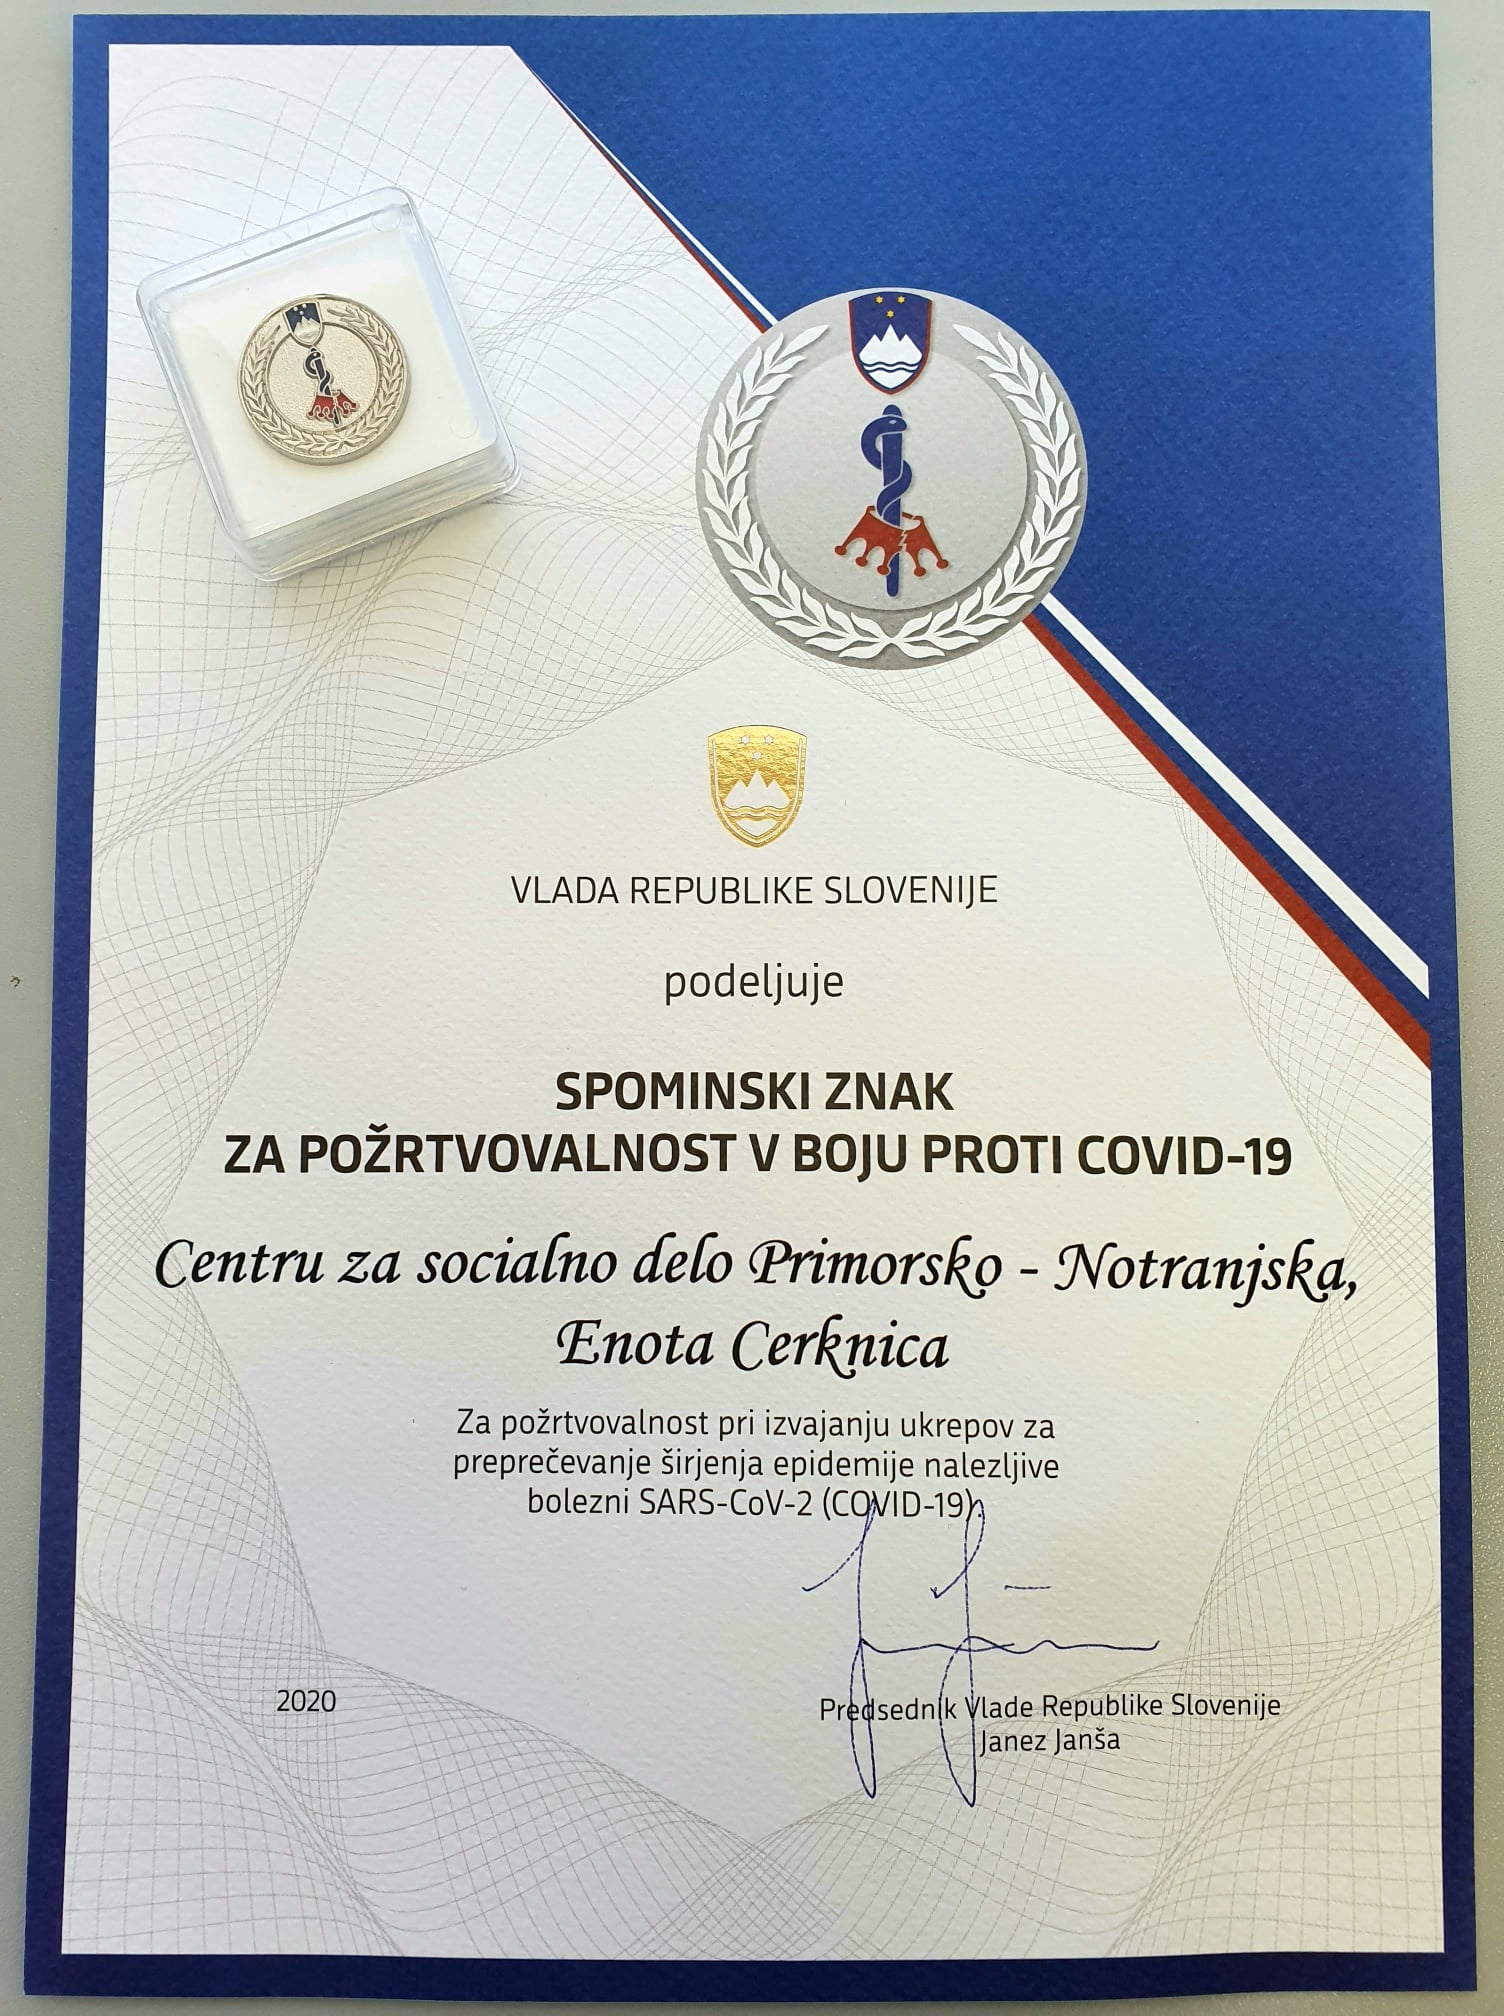 VLADA REPUBLIKE SLOVENIJE
podeljuje
SPOMINSKI ZNAK
ZA POŽRTVOVALNOST V BOJU PROTI COVID-19
Centru za socialno delo Primorsko - Notranjska,
Enota Cerknica
Za požrtvovalnost pri izvajanju ukrepov za
preprečevanje širjenja epidemije nalezljive
bolezni SARS-CoV-2 (COVID-19).
2020
Predsednik Vlade Republike Slovenije
Janez Janša